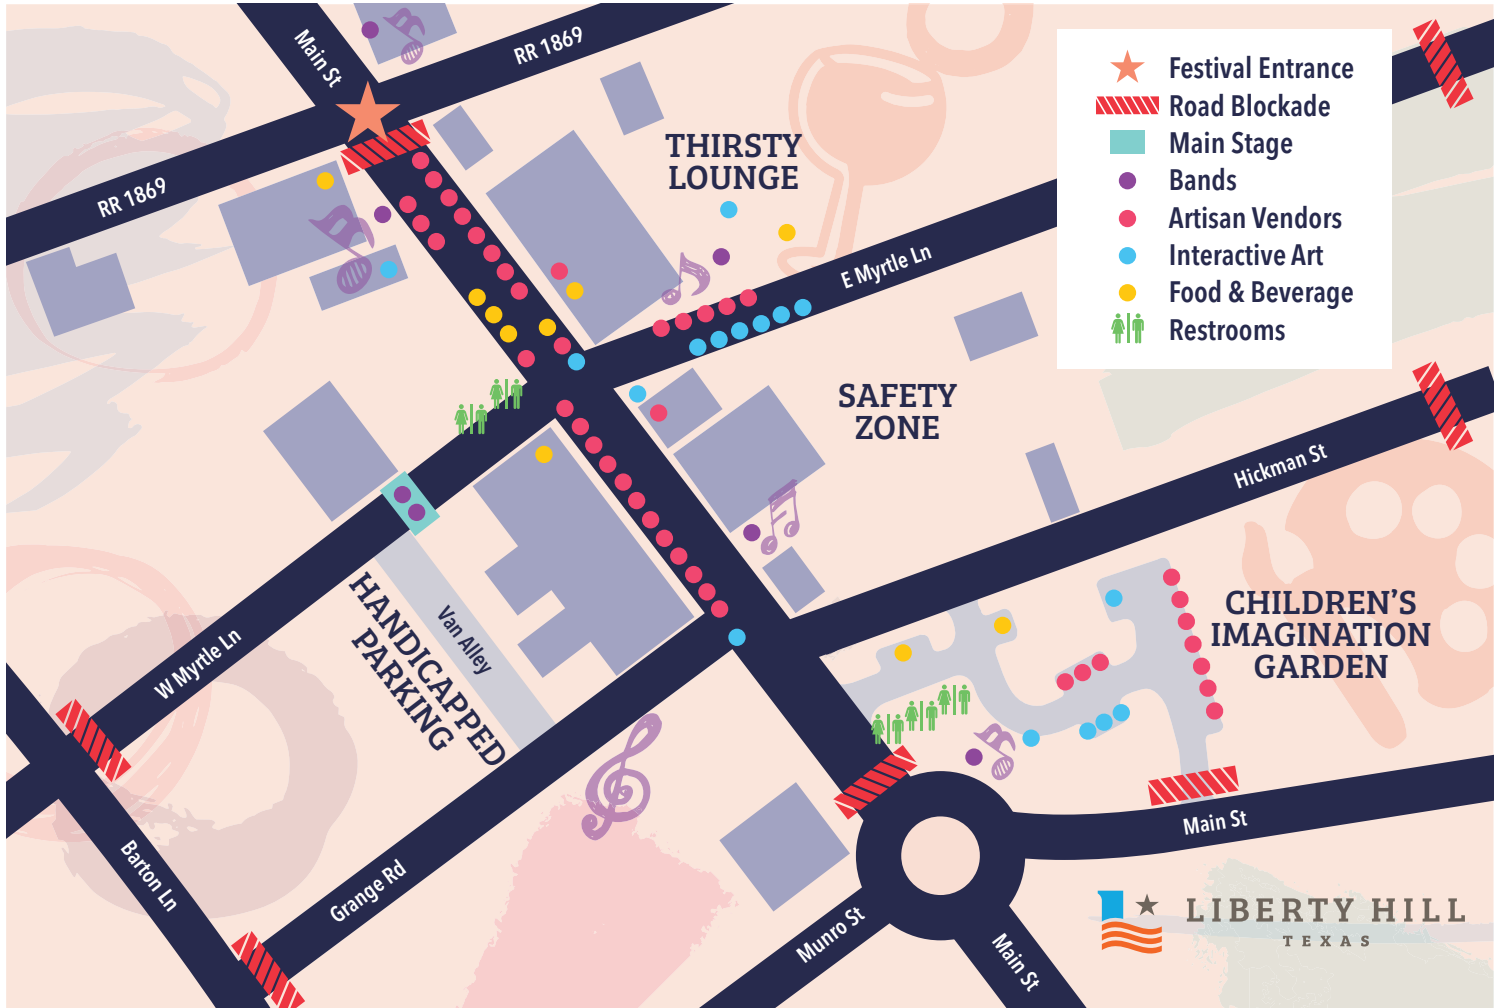 Main St
RR 1869
RR 1869
THIRSTY
LOUNGE
E Myrtle Ln
Festival Entrance
Road Blockade
Main Stage
Bands
Artisan Vendors
Interactive Art
Food & Beverage
Restrooms
SAFETY
ZONE
Hickman St
HANDICAPPED
PARKING
Van Alley
W Myrtle Ln
CHILDREN'S
IMAGINATION
GARDEN
Barton Ln
Grange Rd
Main St
Munro St
Main St
LIBERTY HILL
TEXAS